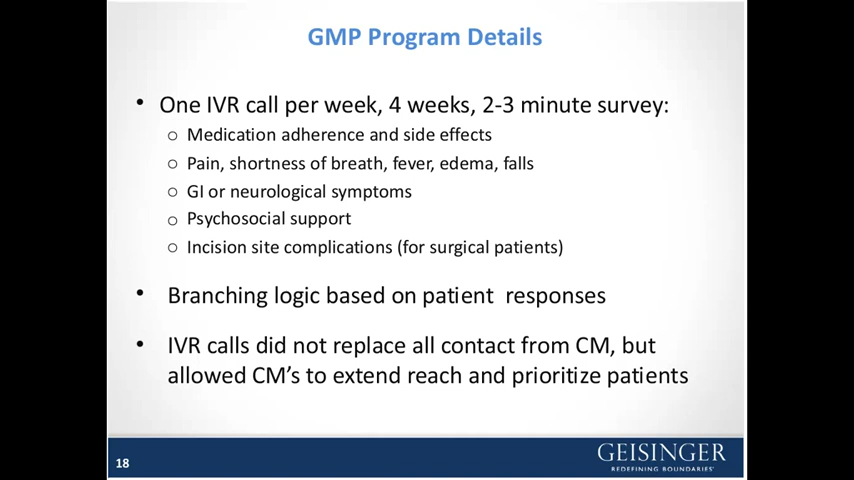 GMP Program Details
• One IVR call per week, 4 weeks, 2-3 minute survey:
o Medication adherence and side effects
o Pain, shortness of breath, fever, edema, falls
o GI or neurological symptoms
o Psychosocial support
o Incision site complications (for surgical patients)
• Branching logic based on patient responses
• IVR calls did not replace all contact from CM, but
allowed CM's to extend reach and prioritize patients
18
GEISINGER
REDEFINING BOUNDARIES